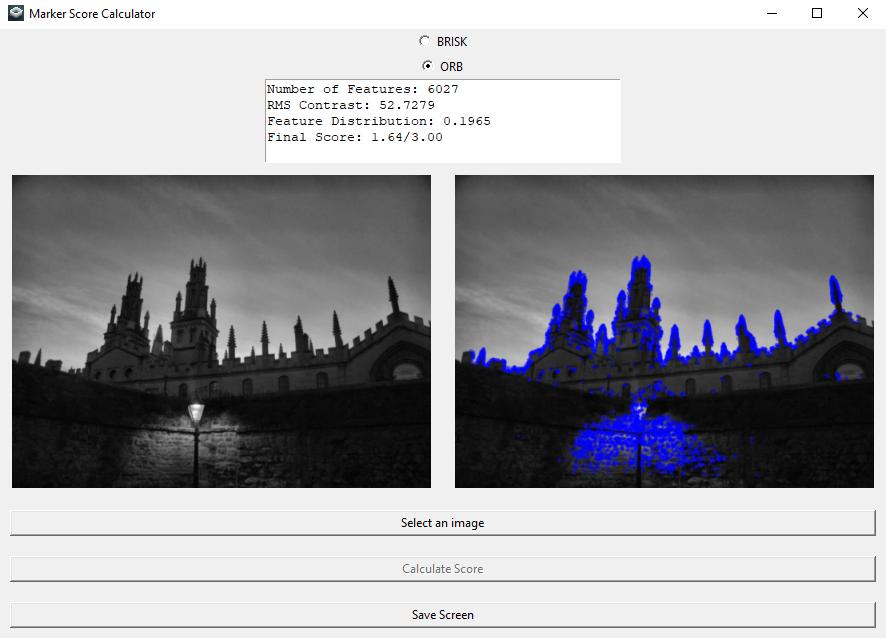 Marker Score Calculator
BRISK
ORB
Number of Features: 6027
RMS Contrast: 52.7279
Feature Distribution: 0.1965
Final Score: 1.64/3.00
Select an image
Calculate Score
Save Screen